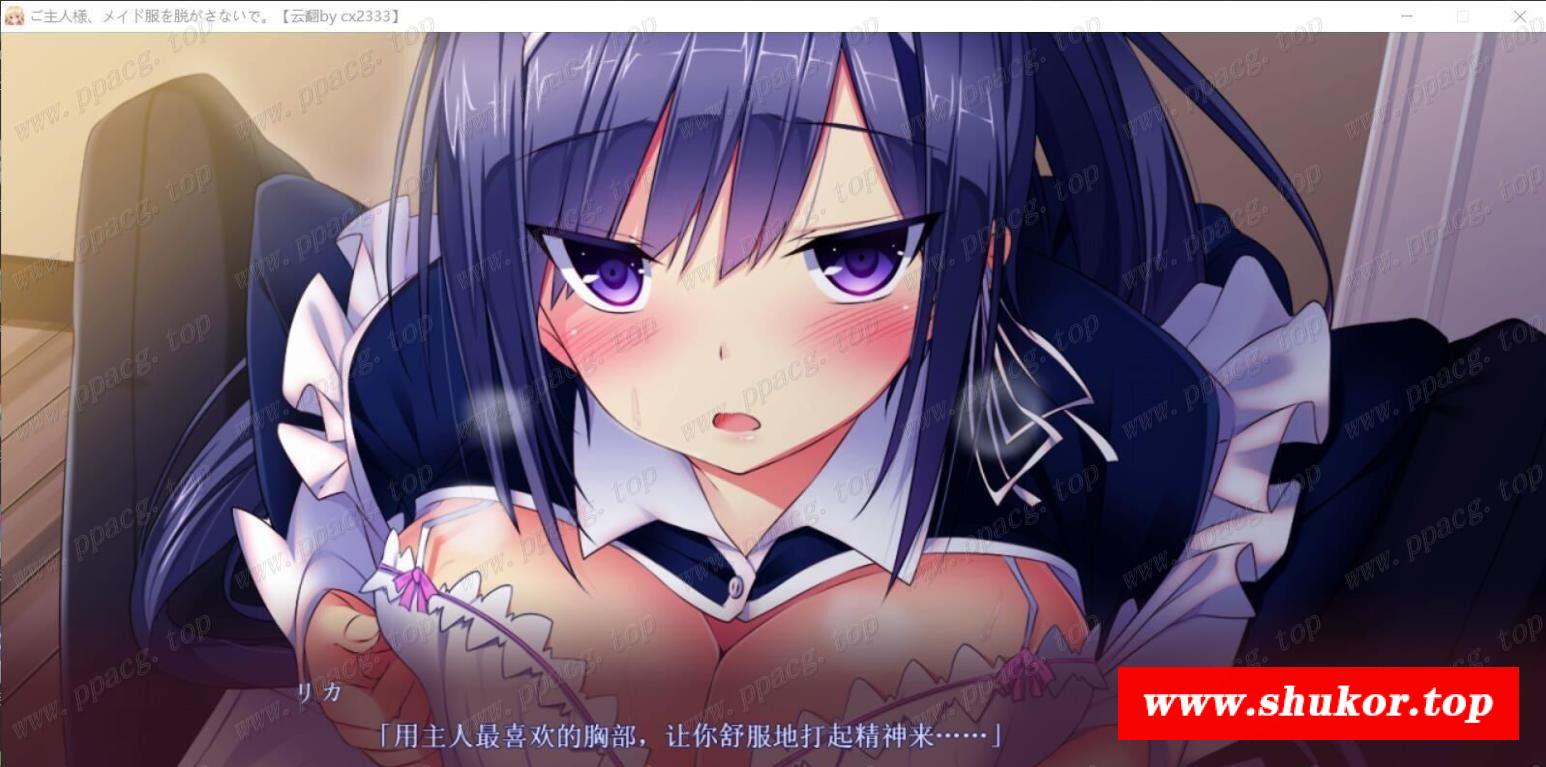 ご主人様、メイド服を脱がさないで。【云翻by cx2333】
www.ppacg.top
リカ
「用主人最喜欢的胸部，让你舒服地打起精神来……」
www.shukor.top